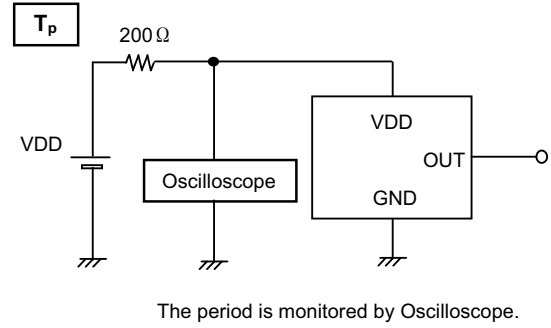 Tp
200Ω
VDD
VDD
OUT
Oscilloscope
GND
The period is monitored by Oscilloscope.